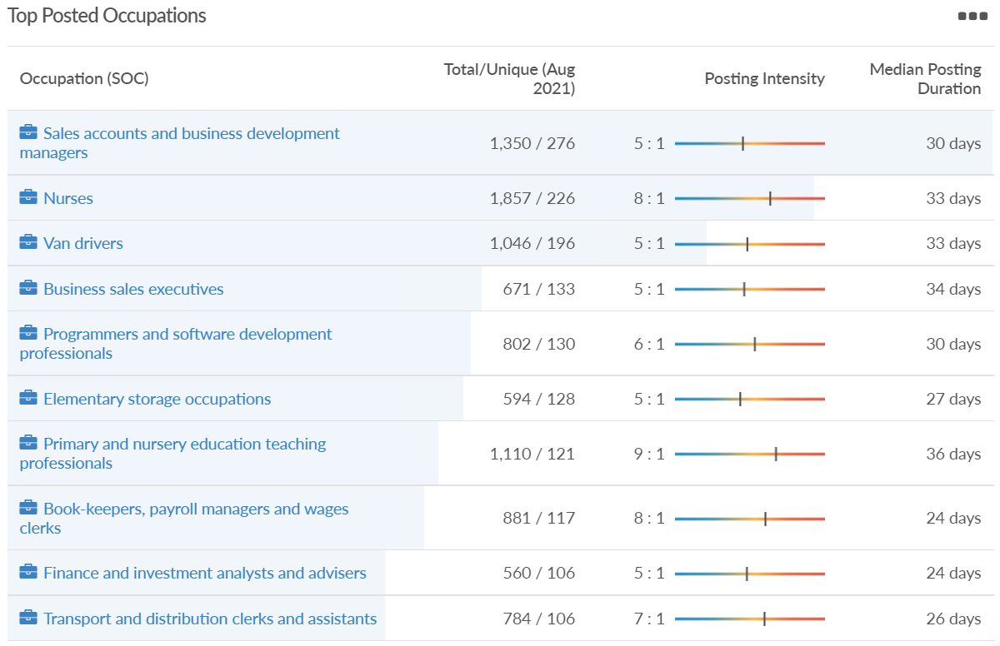 Top Posted Occupations
Occupation (SOC)
Total/Unique (Aug
2021)
Posting Intensity
Median Posting
Duration
Sales accounts and business development
managers
1,350 / 276
5 : 1
30 days
Nurses
1,857 / 226
8 : 1
33 days
Van drivers
1,046 / 196
5 : 1
33 days
Business sales executives
671 / 133
5 : 1
34 days
Programmers and software development
professionals
802 / 130
6 : 1
30 days
Elementary storage occupations
594 / 128
5 : 1
27 days
Primary and nursery education teaching
professionals
1,110 / 121
9 : 1
36 days
Book-keepers, payroll managers and wages
clerks
881 / 117
8 : 1
24 days
Finance and investment analysts and advisers
560 / 106
5 : 1
24 days
Transport and distribution clerks and assistants
784 / 106
7 : 1
26 days